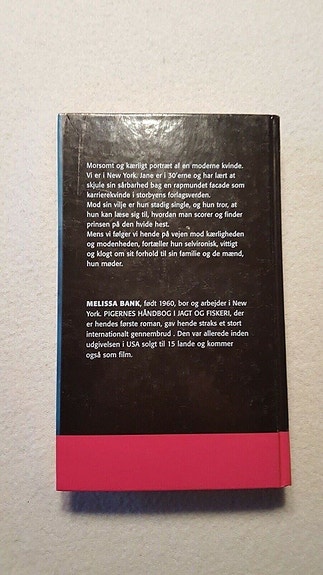 Morsomt og kærligt portræt af en moderne kvinde.
Vi er i New York. Jane er i 30'erne og har lært at
skjule sin sårbarhed bag en rapmundet facade som
karrierekvinde i storbyens forlagsverden.
Mod sin vilje er hun stadig single, og hun tror, at
hun kan læse sig til, hvordan man scorer og finder
prinsen på den hvide hest.
Mens vi følger vi hende på vejen mod kærligheden
og modenheden, fortæller hun selvironisk, vittigt
og klogt om sit forhold til sin familie og de mænd,
hun møder.
MELISSA BANK, født 1960, bor og arbejder i New
York. PIGERNES HÅNDBOG I JAGT OG FISKERI, der
er hendes første roman, gav hende straks et stort
internationalt gennembrud . Den var allerede inden
udgivelsen i USA solgt til 15 lande og kommer
også som film.